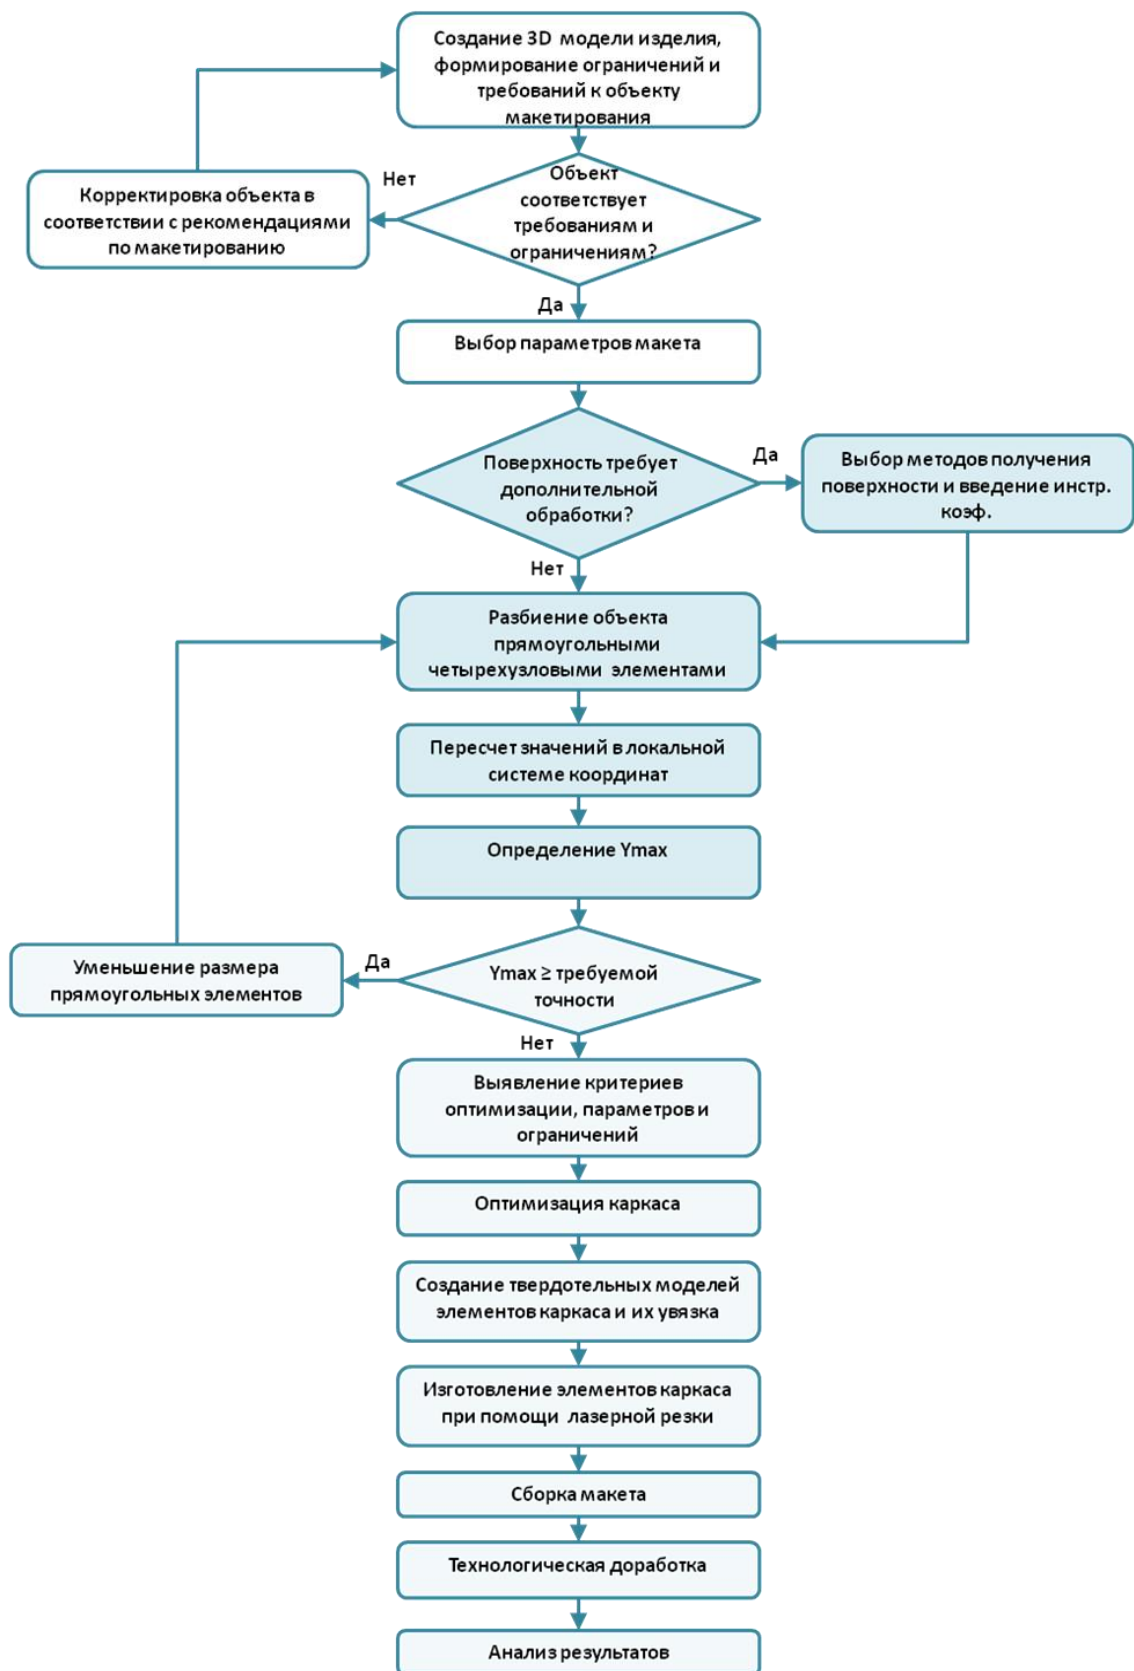 Создание 3D модели изделия,
формирование ограничений и
требований к объекту
макетирования
Нет
Объект
соответствует
требованиям и
ограничениям?
Корректировка объекта в
соответствии с рекомендациями
по макетированию
Да
Выбор параметров макета
Поверхность требует
дополнительной
обработки?
Да
Выбор методов получения
поверхности и введение инстр.
коэф.
Нет
Разбиение объекта
прямоугольными
четырехузловыми элементами
Пересчет значений в локальной
системе координат
Определение Ymax
Ymax ≥ требуемой
точности
Да
Уменьшение размера
прямоугольных элементов
Нет
Выявление критериев
оптимизации, параметров и
ограничений
Оптимизация каркаса
Создание твердотельных моделей
элементов каркаса и их увязка
Изготовление элементов каркаса
при помощи лазерной резки
Сборка макета
Технологическая доработка
Анализ результатов